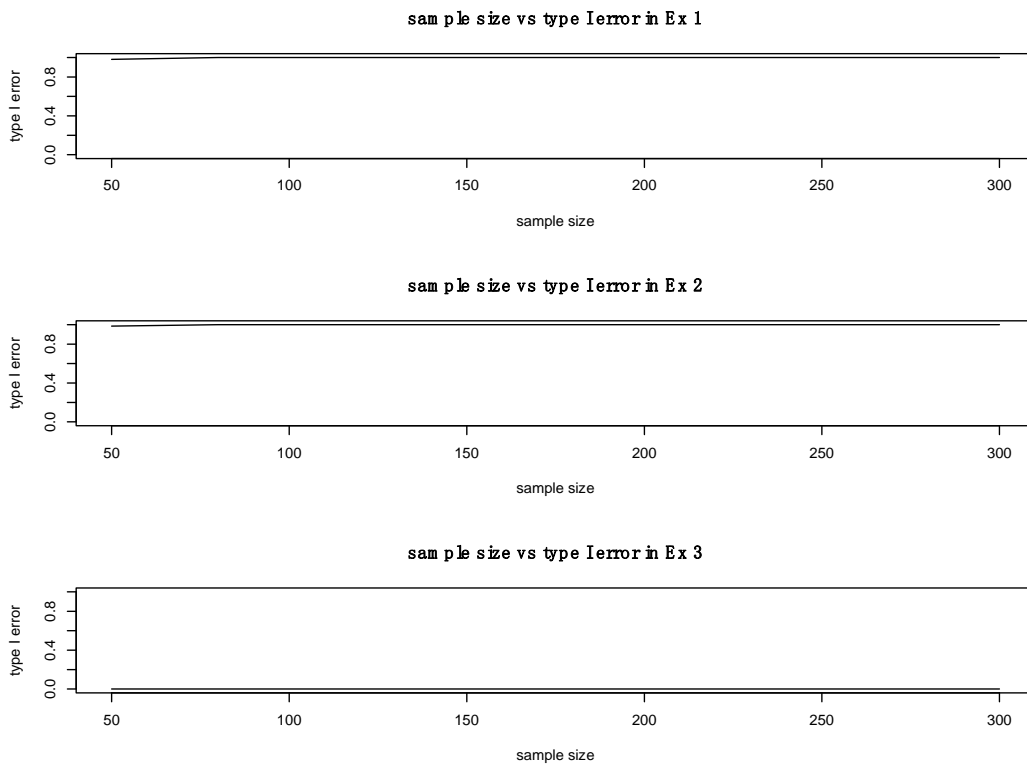 sample size vs type I error in Ex 1
type I error
0.0 0.4 0.8
50 100 150 200 250 300
sample size
sample size vs type I error in Ex 2
type I error
0.0 0.4 0.8
50 100 150 200 250 300
sample size
sample size vs type I error in Ex 3
type I error
0.0 0.4 0.8
50 100 150 200 250 300
sample size